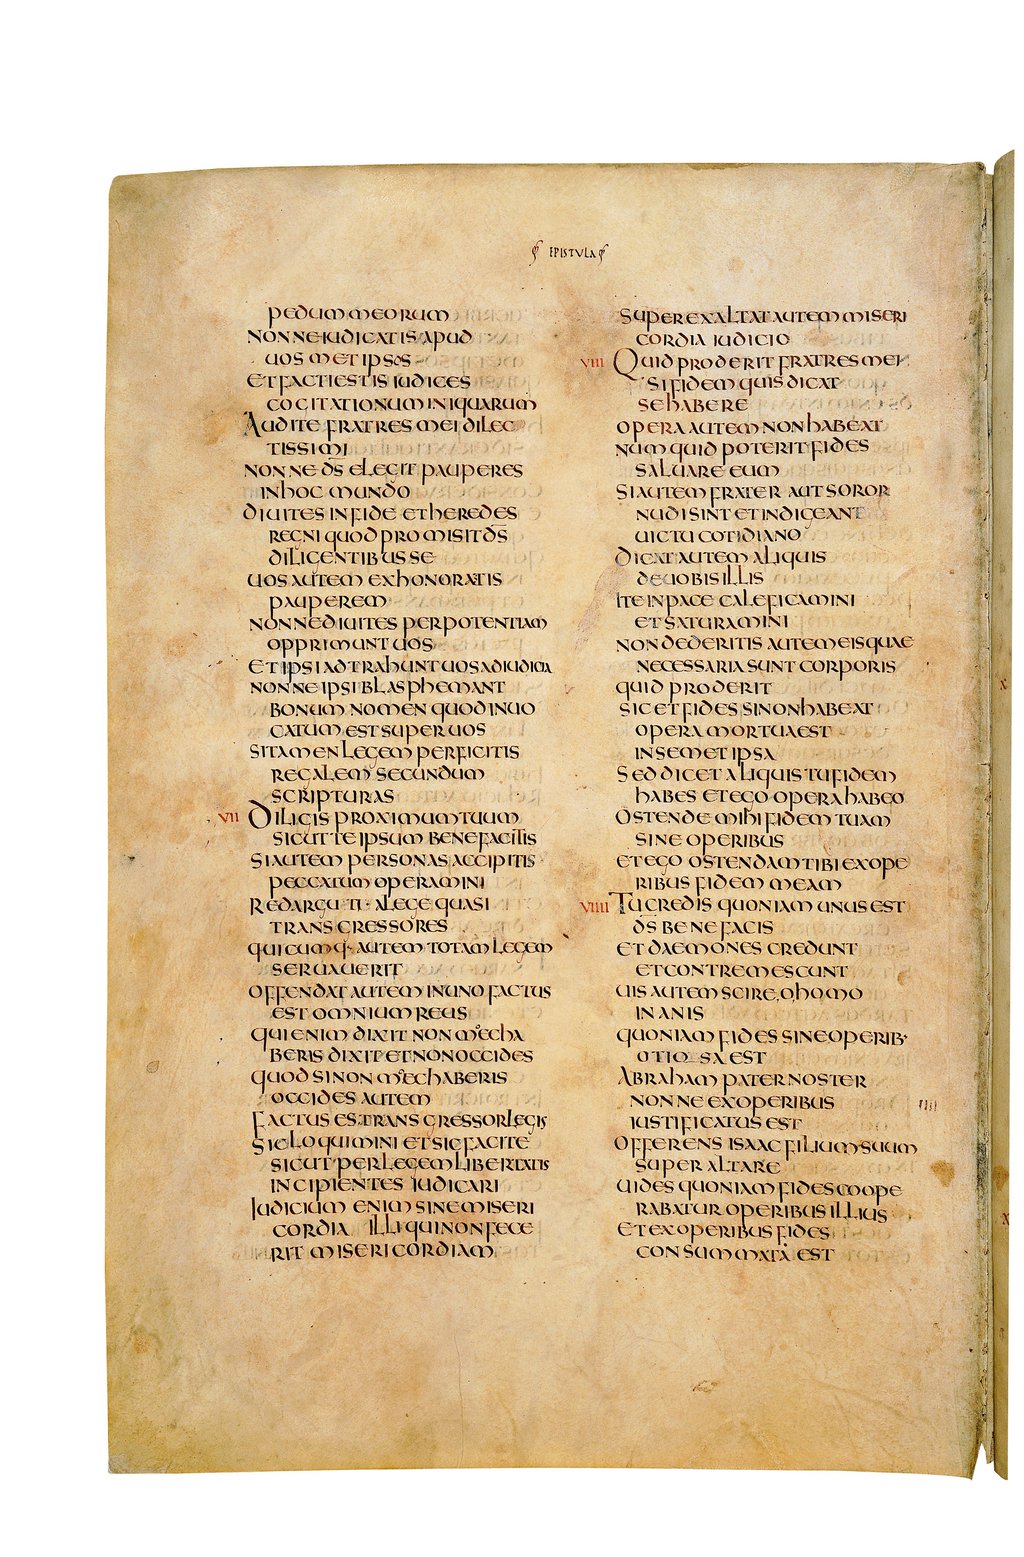 EPISTULA
pedum meorum
nonne iudicatis apud
uos metipsos
et facti estis iudices
cogitationum iniquarum
Audite fratres mei dilec
tissimi
nonne d̅s̅ elegit pauperes
in hoc mundo
diuites in fide et heredes
regni quod promisit d̅s̅
diligentibus se
uos autem exhonoratis
pauperem
nonne diuites per potentiam
opprimunt uos
et ipsi adtrahunt uos ad iudicia
nonne ipsi blasphemant
bonum nomen quod inuo
catum est super uos
si tamen legem perficitis
regalem secundum
scripturas
VII Diligis proximum tuum
sicut te ipsum bene facitis
si autem personas accipitis
peccatum operamini
redarguti a lege quasi
transgressores
quicumq· autem totam legem
seruauerit
offendat autem in uno factus
est omnium reus
qui enim dixit non moecha
beris dixit et non occides
quod si non moechaberis
occides autem
factus es transgressor legis
sic loquimini et sic facite
sicut per legem libertatis
incipientes iudicari
Iudicium enim sine miseri
cordia illi qui non fece
rit misericordiam
superexaltat autem miseri
cordia iudicio
VIII Quid proderit fratres mei
si fidem quis dicat
se habere
opera autem non habeat
numquid poterit fides
saluare eum
si autem frater aut soror
nudi sint et indigeant
uictu cotidiano
dicat autem aliquis
de uobis illis
ite in pace caleficamini
et saturamini
non dederitis autem eis quae
necessaria sunt corporis
quid proderit
sic et fides si non habeat
opera mortua est
in semet ipsa
sed dicet aliquis tu fidem
habes et ego opera habeo
ostende mihi fidem tuam
sine operibus
et ego ostendam tibi ex ope
ribus fidem meam
VIIII Tu credis quoniam unus est
d̅s̅ bene facis
et daemones credunt
et contremescunt
uis autem scire o homo
inanis
quoniam fides sine operib·
otiosa est
Abraham pater noster
nonne ex operibus
iustificatus est
offerens isaac filium suum
super altare
uides quoniam fides coope
rabatur operibus illius
et ex operibus fides
consummata est